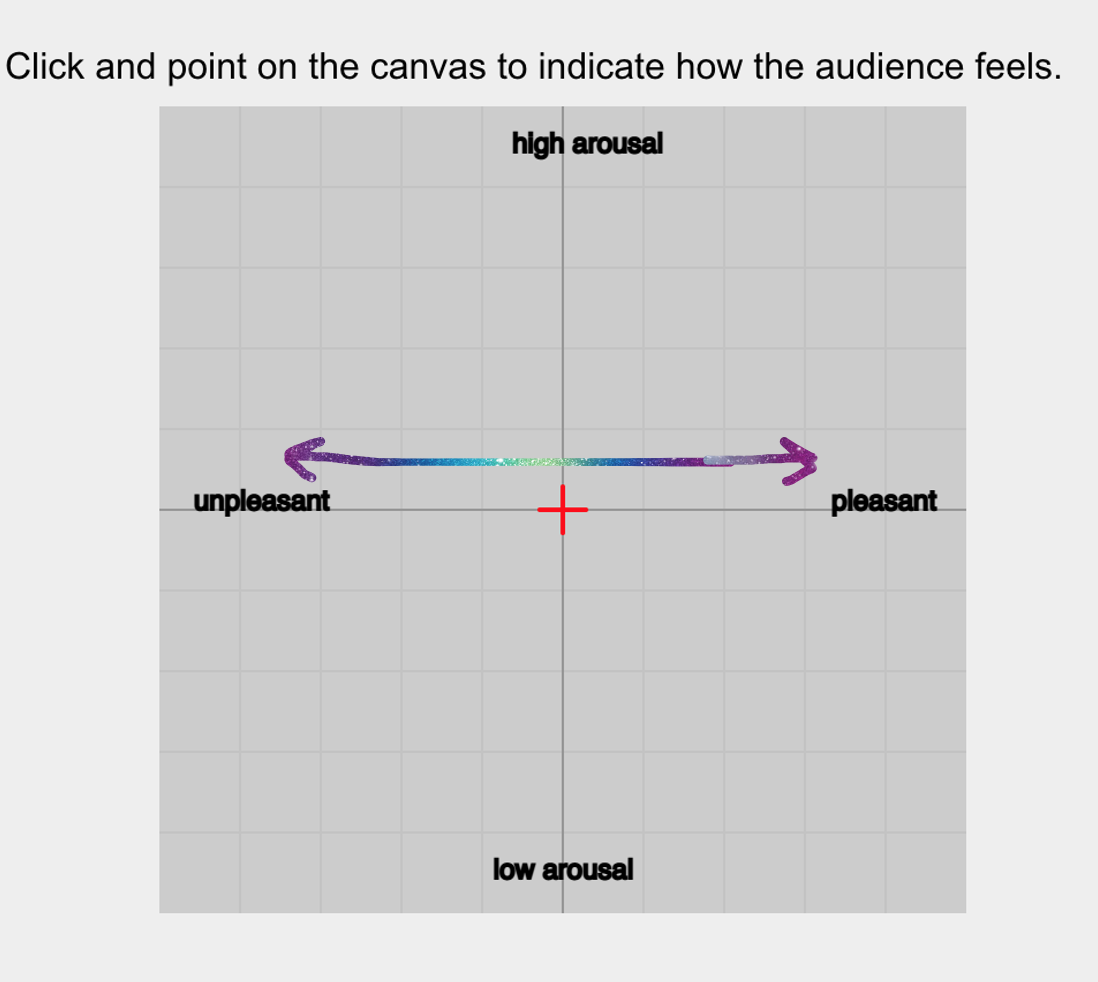 Click and point on the canvas to indicate how the audience feels.
high arousal
unpleasant pleasant
low arousal